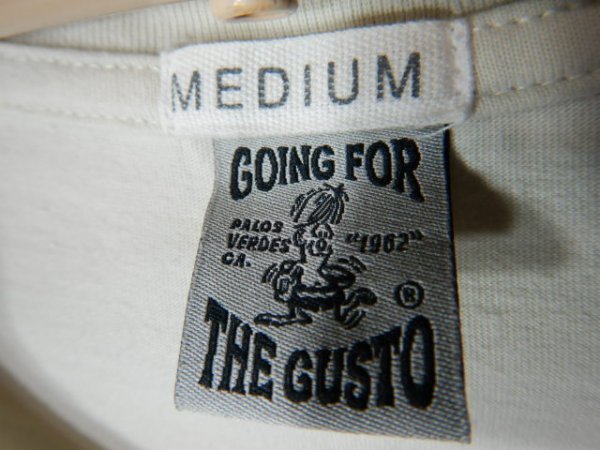 MEDIUM
GOING FOR
PALOS
VERDES "1962"
CA.
®
THE GUSTO